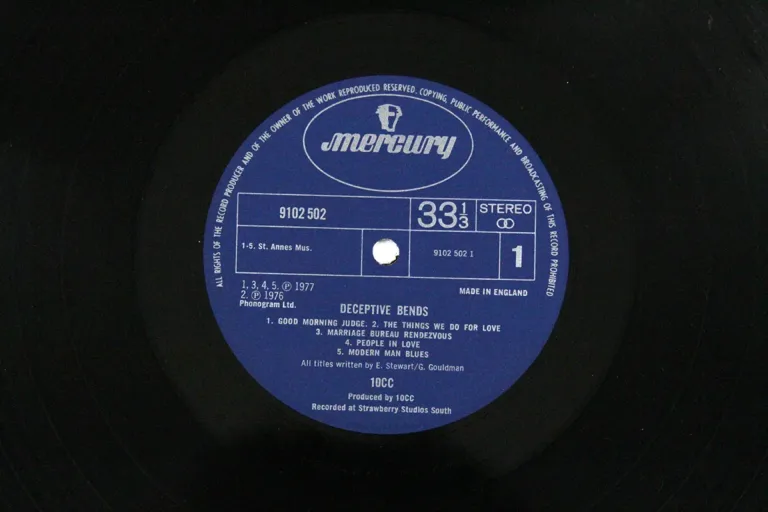 ALL RIGHTS OF THE RECORD PRODUCER AND OF THE OWNER OF THE WORK REPRODUCED RESERVED. COPYING, PUBLIC PERFORMANCE AND BROADCASTING OF THIS RECORD PROHIBITED
mercury
9102 502
33 1/3
STEREO
1-5. St. Annes Mus.
9102 502 1
1
1, 3, 4, 5. ℗ 1977
2. ℗ 1976
Phonogram Ltd.
MADE IN ENGLAND
DECEPTIVE BENDS
1. GOOD MORNING JUDGE. 2. THE THINGS WE DO FOR LOVE
3. MARRIAGE BUREAU RENDEZVOUS
4. PEOPLE IN LOVE
5. MODERN MAN BLUES
All titles written by E. Stewart/G. Gouldman
10CC
Produced by 10CC
Recorded at Strawberry Studios South